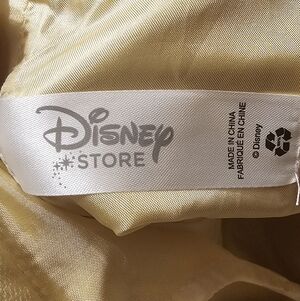 Disney
STORE
MADE IN CHINA
FABRIQUÉ EN CHINE
© Disney